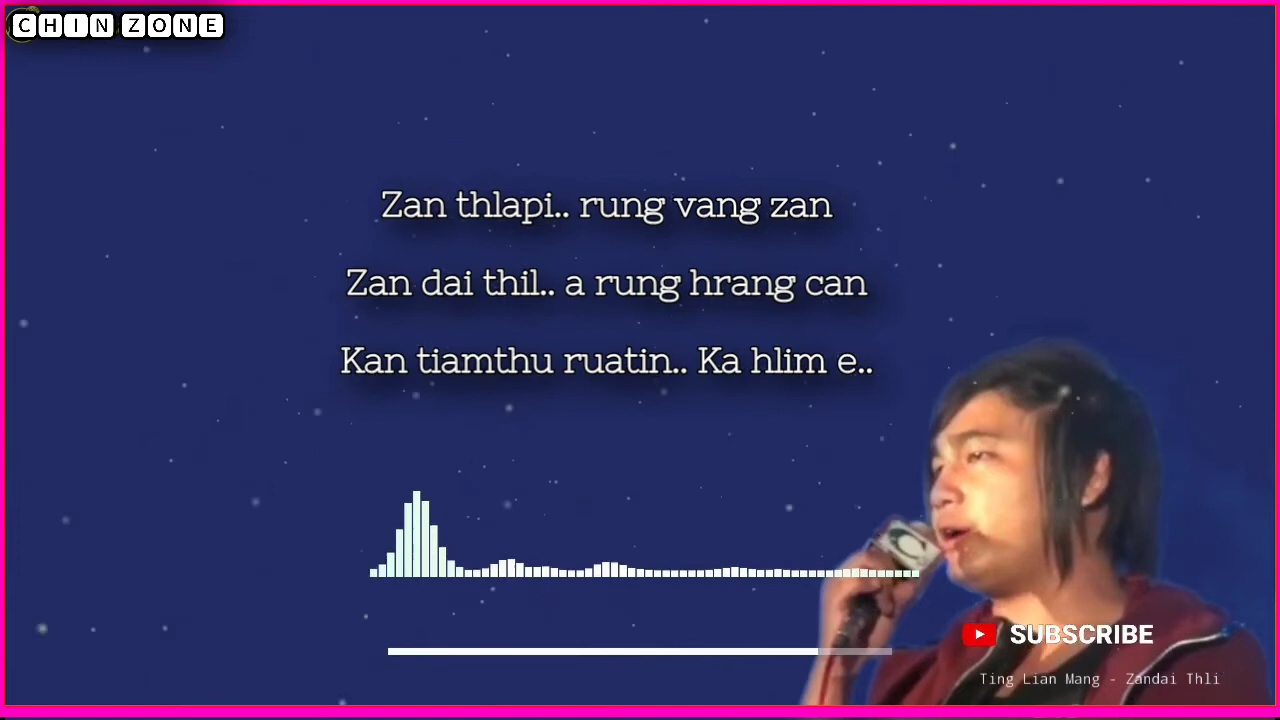 CHIN ZONE
Zan thlapi.. rung vang zan
Zan dai thil.. a rung hrang can
Kan tiamthu ruatin.. Ka hlim e..
SUBSCRIBE
Ting Lian Mang - Zandai Thli